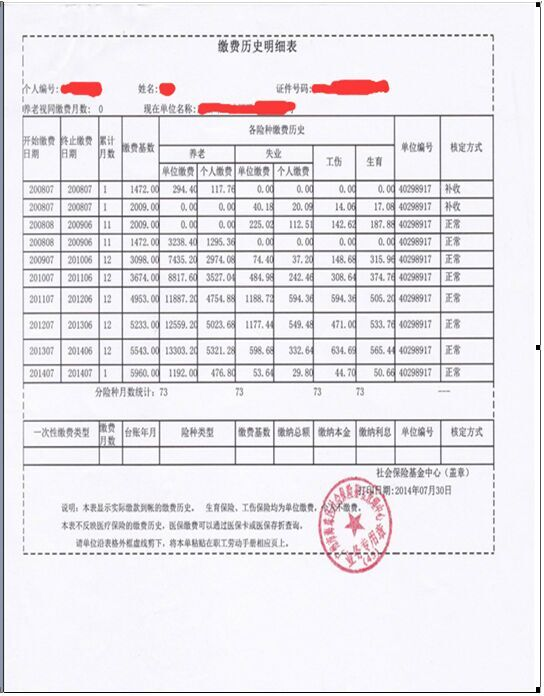 缴费历史明细表
个人编号: 姓名: 证件号码:
养老视同缴费月数: 0 现在单位名称:
开始缴费日期 终止缴费日期 累计月数 缴费基数 各险种缴费历史 单位编号 核定方式
养老 失业 工伤 生育
单位缴费 个人缴费 单位缴费 个人缴费
200807 200807 1 1472.00 294.40 117.76 0.00 0.00 0.00 0.00 40298917 补收
200807 200807 1 2009.00 0.00 0.00 40.18 20.09 14.06 17.08 40298917 补收
200808 200906 11 2009.00 0.00 0.00 225.02 112.51 142.62 187.88 40298917 正常
200808 200906 11 1472.00 3238.40 1295.36 0.00 0.00 0.00 0.00 40298917 正常
200907 201006 12 3098.00 7435.20 2974.08 74.40 37.20 148.68 315.96 40298917 正常
201007 201106 12 3674.00 8817.60 3527.04 484.98 242.46 308.64 374.76 40298917 正常
201107 201206 12 4953.00 11887.20 4754.88 1188.72 594.36 594.36 505.20 40298917 正常
201207 201306 12 5233.00 12559.20 5023.68 1177.44 549.48 471.00 533.76 40298917 正常
201307 201406 12 5543.00 13303.20 5321.28 598.68 332.64 634.69 565.44 40298917 正常
201407 201407 1 5960.00 1192.00 476.80 53.64 29.80 44.70 50.66 40298917 正常
分险种月数统计: 73 73 73 73 ---
一次性缴费类型 缴费月数 台账年月 险种类型 缴费基数 缴纳总额 缴纳本金 缴纳利息 单位编号 核定方式
社会保险基金中心（盖章）
打印日期:2014年07月30日
说明: 本表显示实际缴款到帐的缴费历史。 生育保险、工伤保险均为单位缴费，个人不缴费。
本表不反映医疗保险的缴费历史，医保缴费可以通过医保卡或医保存折查询。
请单位沿表格外框虚线剪下，将本单粘贴在职工劳动手册相应页上。